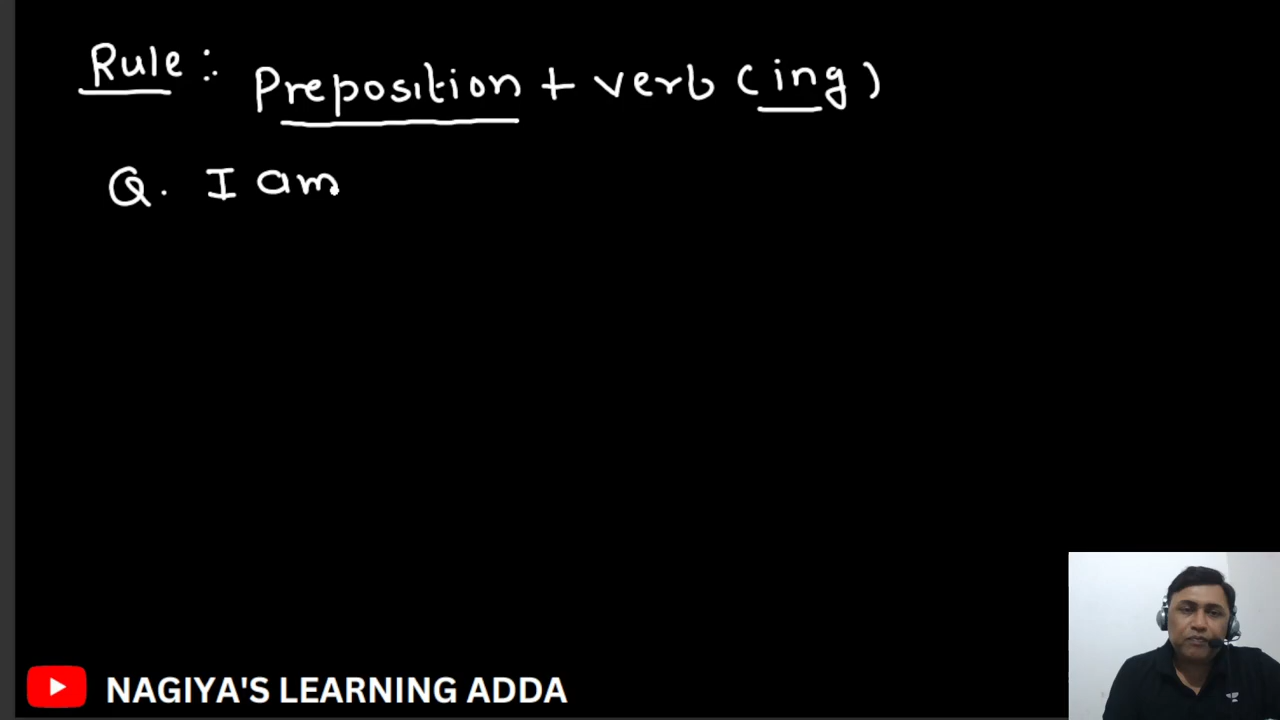 Rule :- Preposition + verb (ing)
Q. I am
NAGIYA'S LEARNING ADDA